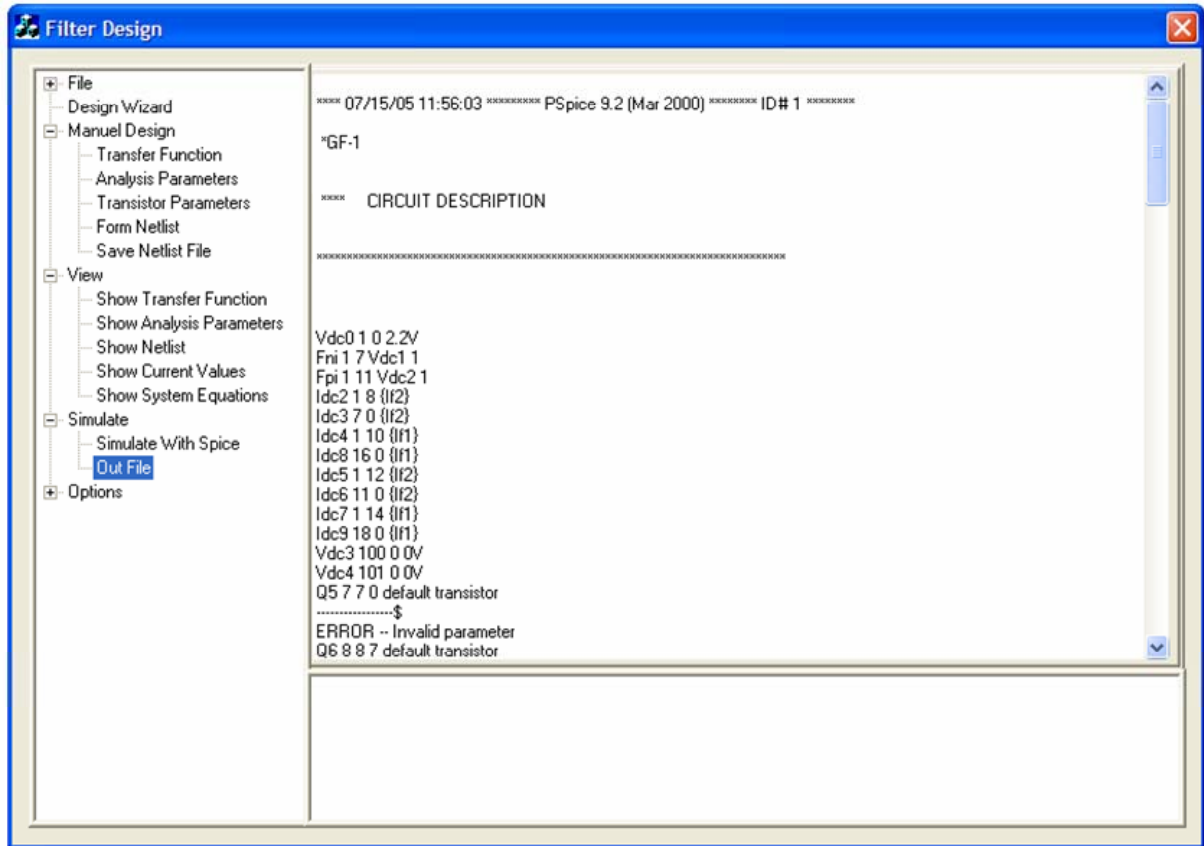 Filter Design
File
Design Wizard
Manuel Design
Transfer Function
Analysis Parameters
Transistor Parameters
Form Netlist
Save Netlist File
View
Show Transfer Function
Show Analysis Parameters
Show Netlist
Show Current Values
Show System Equations
Simulate
Simulate With Spice
Out File
Options
**** 07/15/05 11:56:03 ********* PSpice 9.2 (Mar 2000) ******** ID# 1 ********
*GF-1
**** CIRCUIT DESCRIPTION
******************************************************************************
Vdc0 1 0 2.2V
Fni 1 7 Vdc1 1
Fpi 1 11 Vdc2 1
Idc2 1 8 {If2}
Idc3 7 0 {If2}
Idc4 1 10 {If1}
Idc8 16 0 {If1}
Idc5 1 12 {If2}
Idc6 11 0 {If2}
Idc7 1 14 {If1}
Idc9 18 0 {If1}
Vdc3 100 0 0V
Vdc4 101 0 0V
Q5 7 7 0 default transistor
-----------------$
ERROR -- Invalid parameter
Q6 8 8 7 default transistor